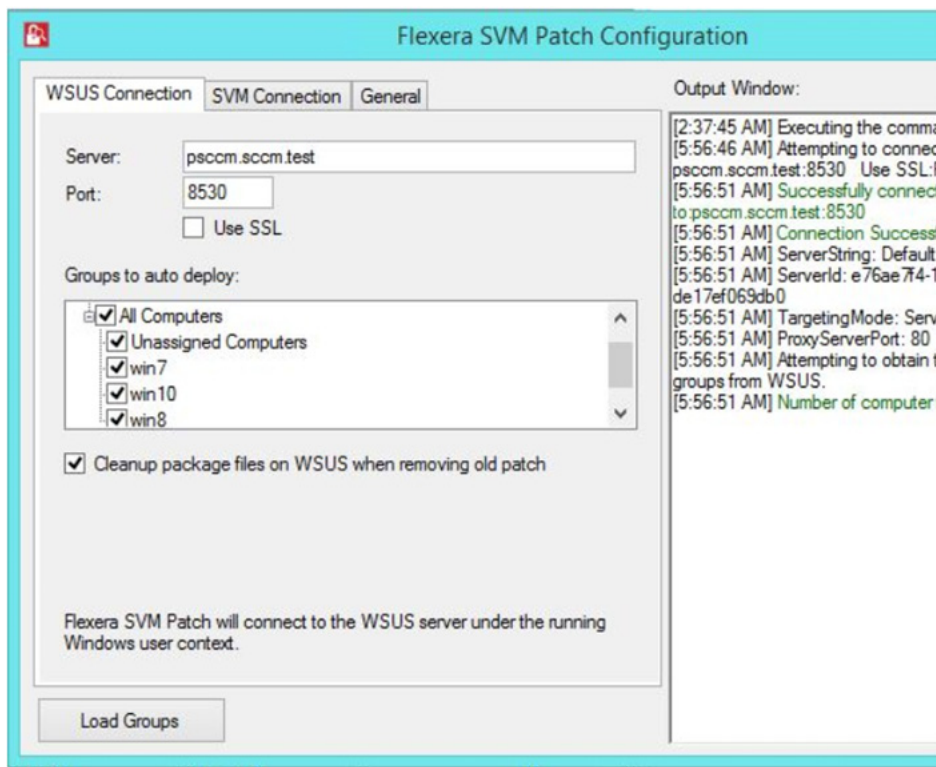 Flexera SVM Patch Configuration
WSUS Connection
SVM Connection
General
Server:
psccm.sccm.test
Port:
8530
Use SSL
Groups to auto deploy:
All Computers
Unassigned Computers
win7
win10
win8
Cleanup package files on WSUS when removing old patch
Flexera SVM Patch will connect to the WSUS server under the running
Windows user context.
Load Groups
Output Window:
[2:37:45 AM] Executing the comma
[5:56:46 AM] Attempting to connec
psccm.sccm.test:8530 Use SSL:
[5:56:51 AM] Successfully connect
to:psccm.sccm.test:8530
[5:56:51 AM] Connection Success
[5:56:51 AM] ServerString: Default
[5:56:51 AM] ServerId: e76ae7f4-1
de17ef069db0
[5:56:51 AM] TargetingMode: Serv
[5:56:51 AM] ProxyServerPort: 80
[5:56:51 AM] Attempting to obtain
groups from WSUS.
[5:56:51 AM] Number of computer